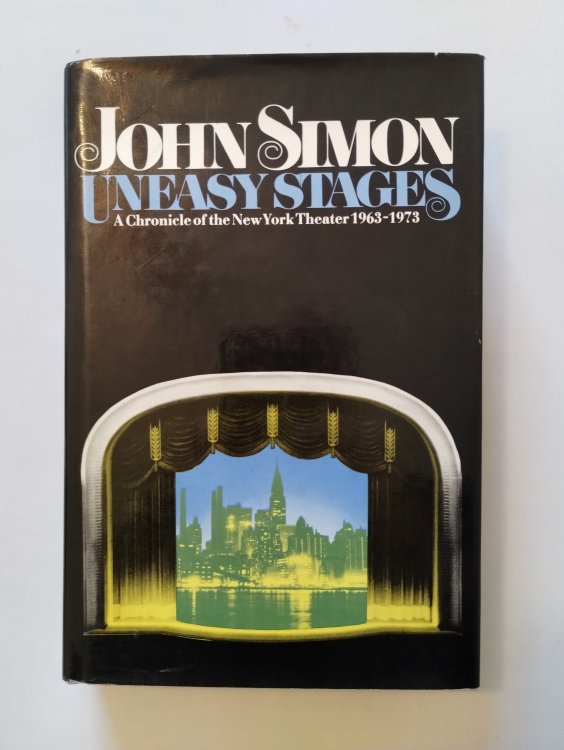 JOHN SIMON
UNEASY STAGES
A Chronicle of the New York Theater 1963-1973